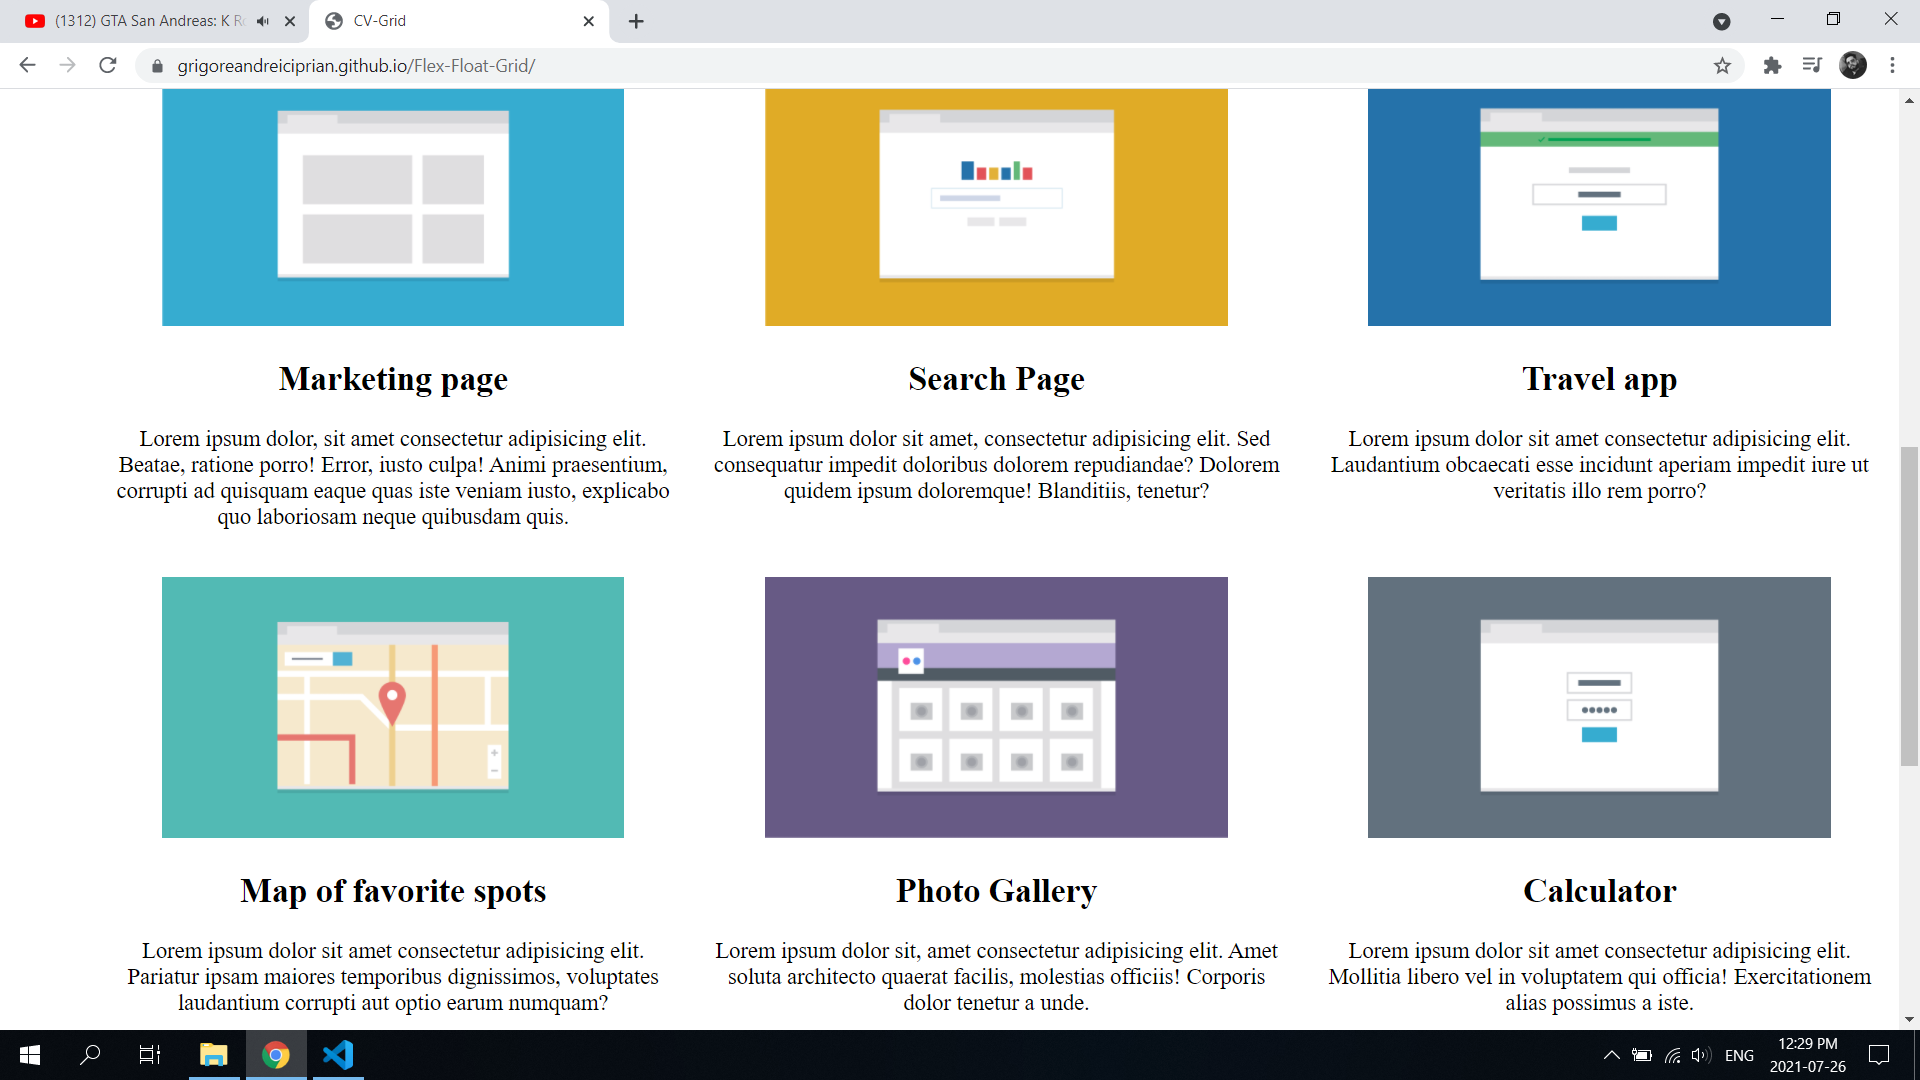 (1312) GTA San Andreas: K Ro
CV-Grid
grigoreandreiciprian.github.io/Flex-Float-Grid/
Marketing page
Lorem ipsum dolor, sit amet consectetur adipisicing elit.
Beatae, ratione porro! Error, iusto culpa! Animi praesentium,
corrupti ad quisquam eaque quas iste veniam iusto, explicabo
quo laboriosam neque quibusdam quis.
Search Page
Lorem ipsum dolor sit amet, consectetur adipisicing elit. Sed
consequatur impedit doloribus dolorem repudiandae? Dolorem
quidem ipsum doloremque! Blanditiis, tenetur?
Travel app
Lorem ipsum dolor sit amet consectetur adipisicing elit.
Laudantium obcaecati esse incidunt aperiam impedit iure ut
veritatis illo rem porro?
Map of favorite spots
Lorem ipsum dolor sit amet consectetur adipisicing elit.
Pariatur ipsam maiores temporibus dignissimos, voluptates
laudantium corrupti aut optio earum numquam?
Photo Gallery
Lorem ipsum dolor sit, amet consectetur adipisicing elit. Amet
soluta architecto quaerat facilis, molestias officiis! Corporis
dolor tenetur a unde.
Calculator
Lorem ipsum dolor sit amet consectetur adipisicing elit.
Mollitia libero vel in voluptatem qui officia! Exercitationem
alias possimus a iste.
ENG
12:29 PM
2021-07-26